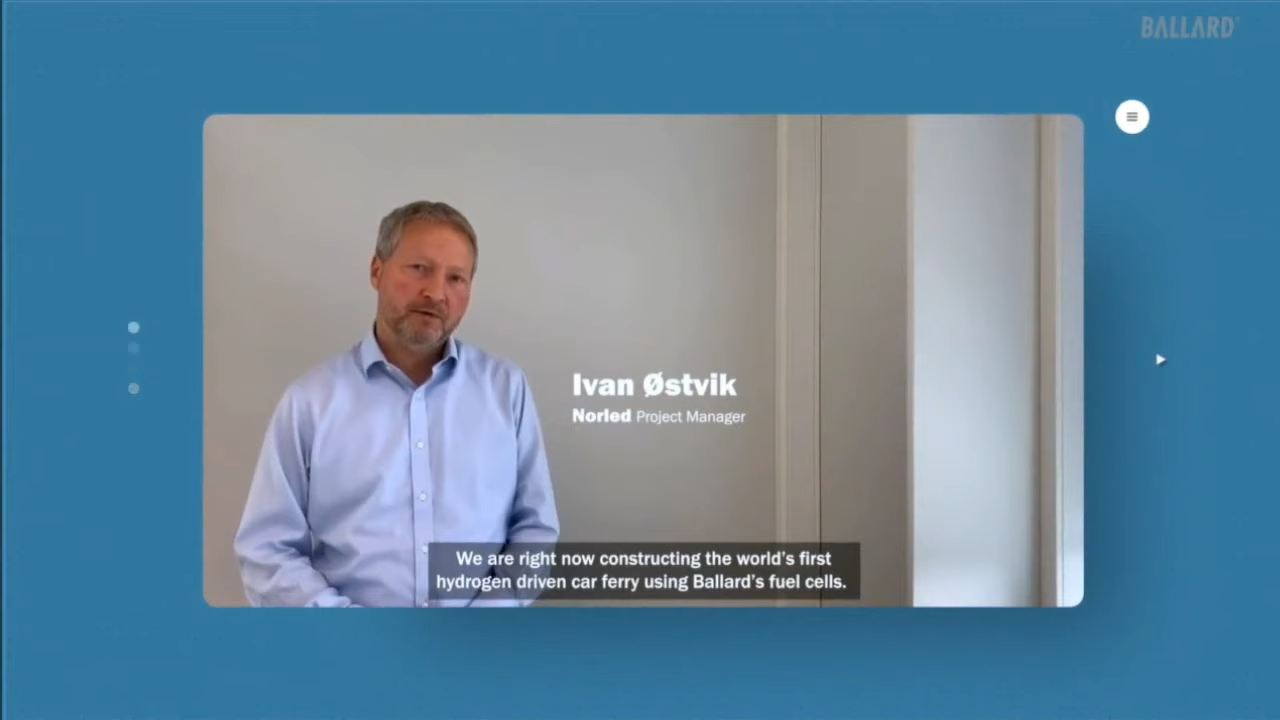 BALLARD
Ivan Østvik
Norled Project Manager
We are right now constructing the world's first
hydrogen driven car ferry using Ballard's fuel cells.